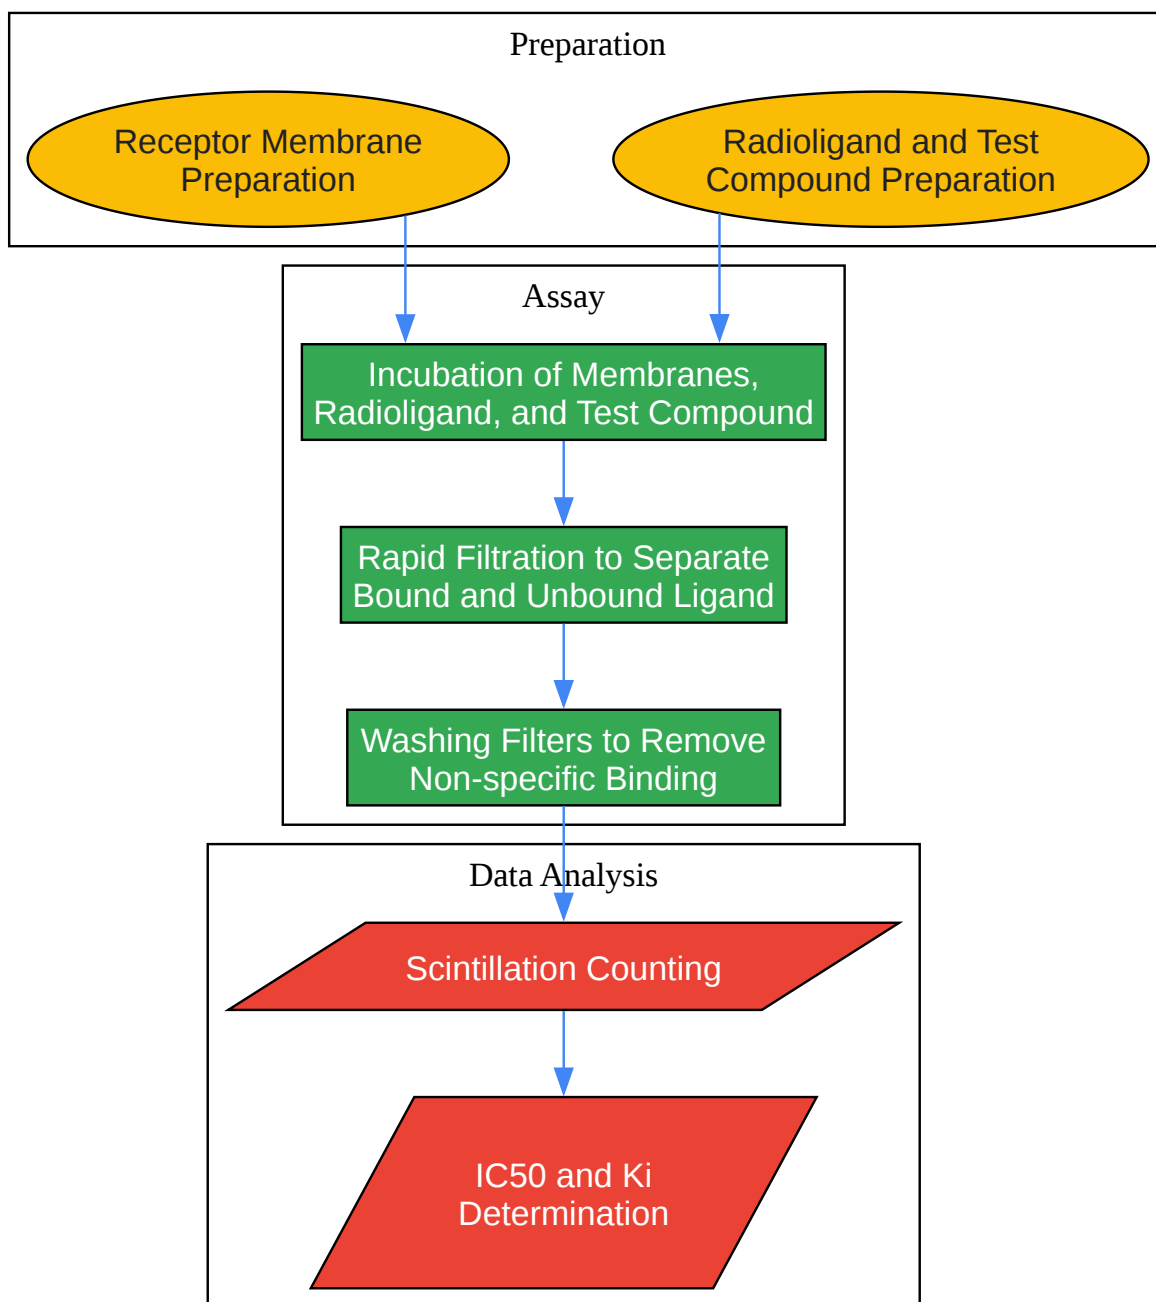 Preparation
Receptor Membrane
Preparation
Radioligand and Test
Compound Preparation
Assay
Incubation of Membranes,
Radioligand, and Test Compound
Rapid Filtration to Separate
Bound and Unbound Ligand
Washing Filters to Remove
Non-specific Binding
Data Analysis
Scintillation Counting
IC50 and Ki
Determination